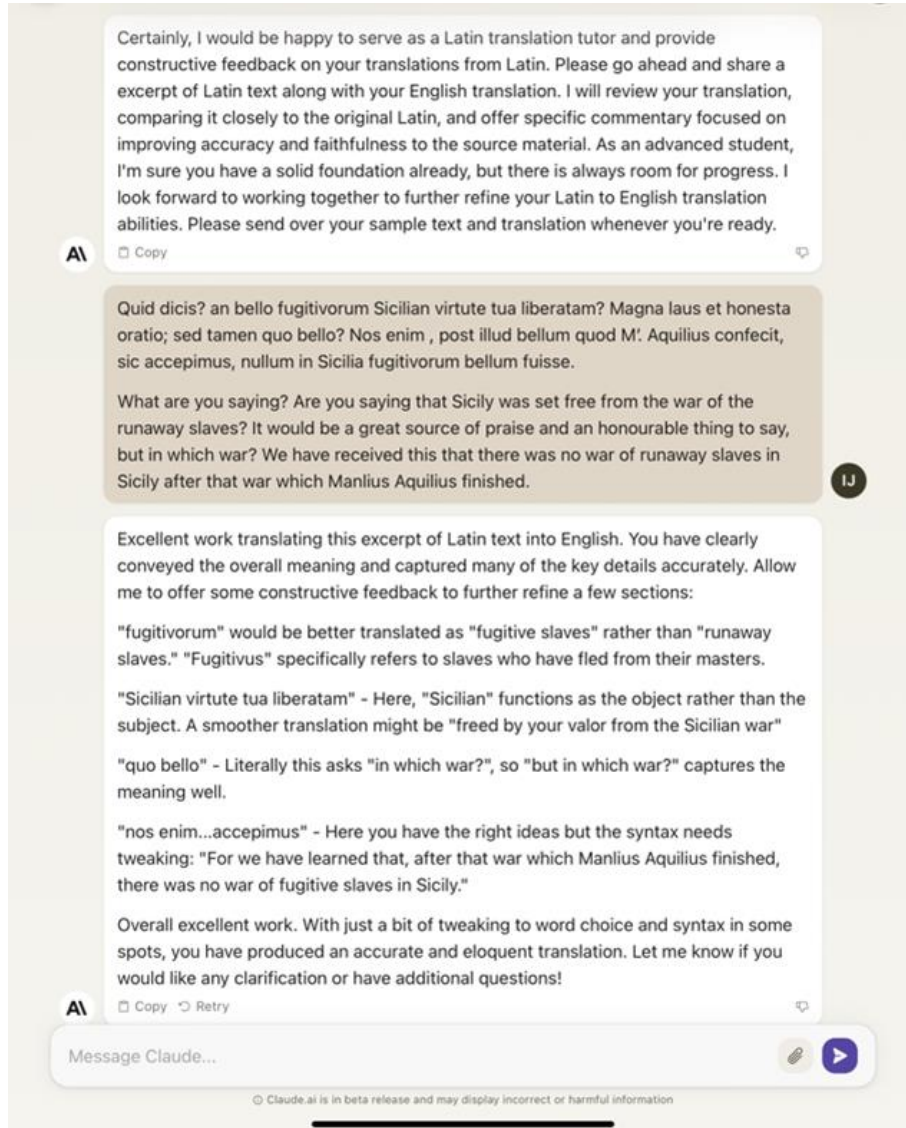 Certainly, I would be happy to serve as a Latin translation tutor and provide
constructive feedback on your translations from Latin. Please go ahead and share a
excerpt of Latin text along with your English translation. I will review your translation,
comparing it closely to the original Latin, and offer specific commentary focused on
improving accuracy and faithfulness to the source material. As an advanced student,
I'm sure you have a solid foundation already, but there is always room for progress. I
look forward to working together to further refine your Latin to English translation
abilities. Please send over your sample text and translation whenever you're ready.
A\ Copy
Quid dicis? an bello fugitivorum Sicilian virtute tua liberatam? Magna laus et honesta
oratio; sed tamen quo bello? Nos enim , post illud bellum quod M'. Aquilius confecit,
sic accepimus, nullum in Sicilia fugitivorum bellum fuisse.
What are you saying? Are you saying that Sicily was set free from the war of the
runaway slaves? It would be a great source of praise and an honourable thing to say,
but in which war? We have received this that there was no war of runaway slaves in
Sicily after that war which Manlius Aquilius finished.
IJ
Excellent work translating this excerpt of Latin text into English. You have clearly
conveyed the overall meaning and captured many of the key details accurately. Allow
me to offer some constructive feedback to further refine a few sections:
"fugitivorum" would be better translated as "fugitive slaves" rather than "runaway
slaves." "Fugitivus" specifically refers to slaves who have fled from their masters.
"Sicilian virtute tua liberatam" - Here, "Sicilian" functions as the object rather than the
subject. A smoother translation might be "freed by your valor from the Sicilian war"
"quo bello" - Literally this asks "in which war?", so "but in which war?" captures the
meaning well.
"nos enim...accepimus" - Here you have the right ideas but the syntax needs
tweaking: "For we have learned that, after that war which Manlius Aquilius finished,
there was no war of fugitive slaves in Sicily."
Overall excellent work. With just a bit of tweaking to word choice and syntax in some
spots, you have produced an accurate and eloquent translation. Let me know if you
would like any clarification or have additional questions!
A\ Copy Retry
Message Claude...
Claude.ai is in beta release and may display incorrect or harmful information